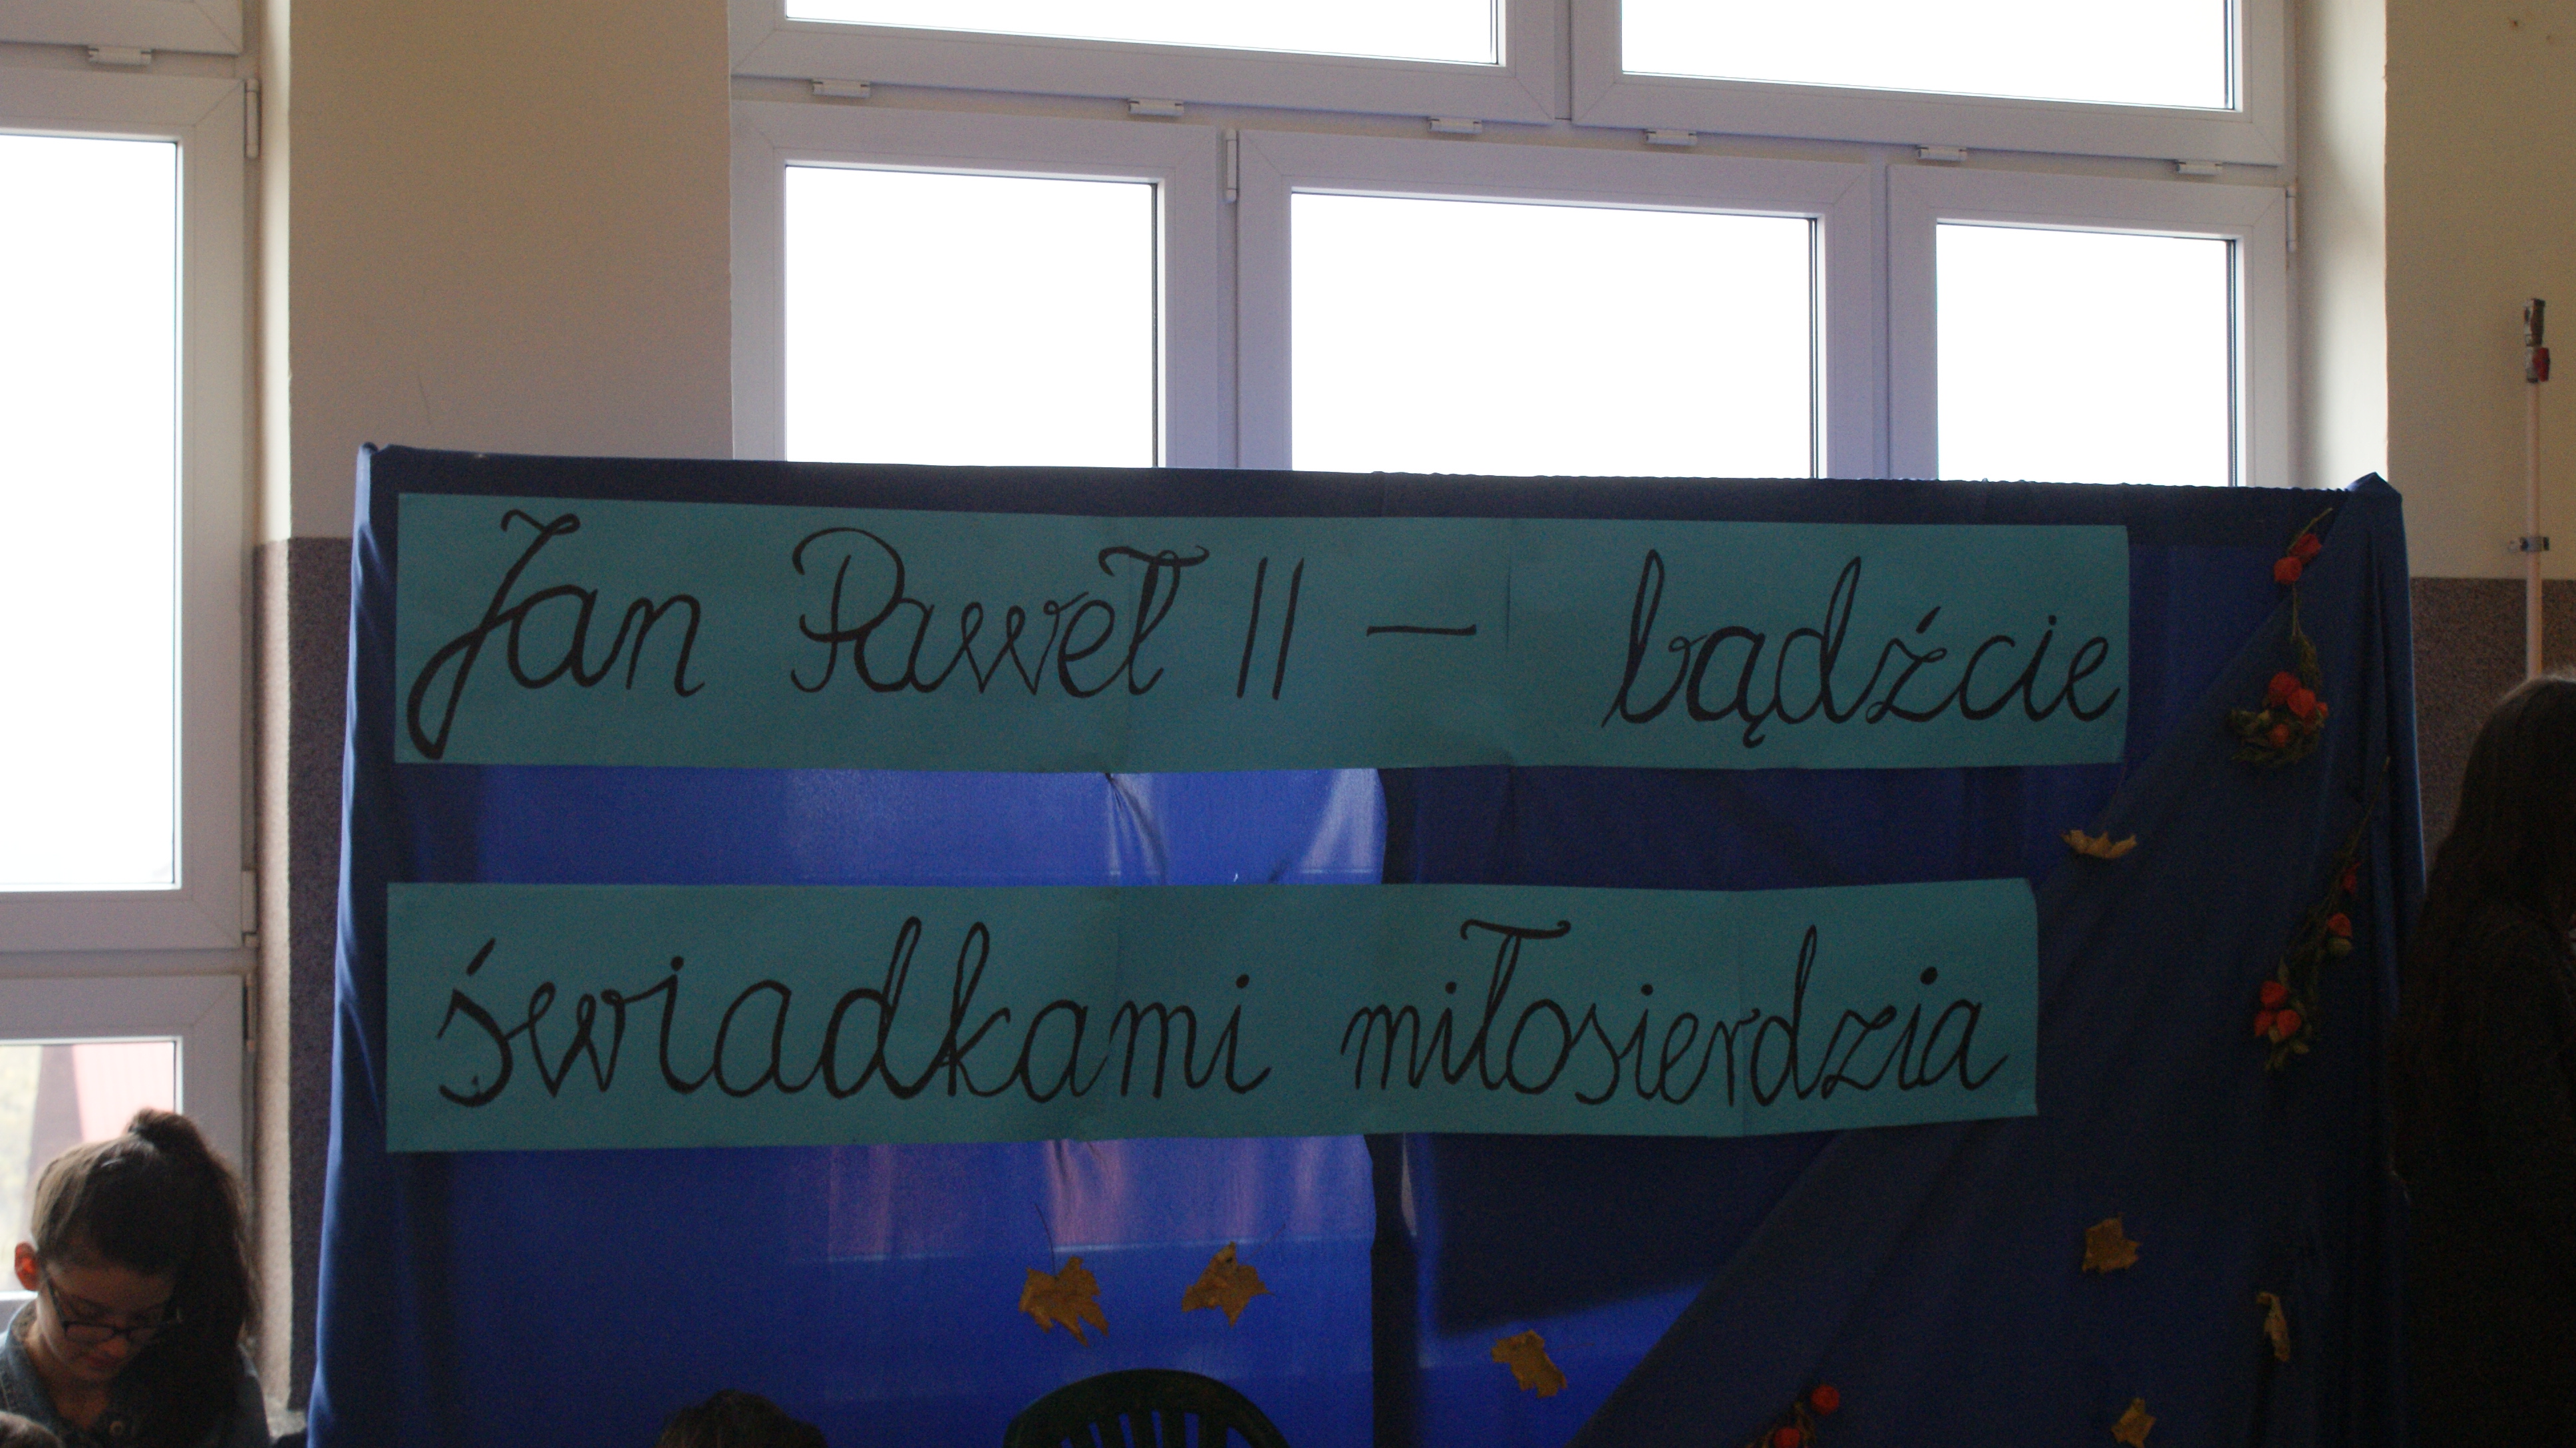 Jan Paweł II — bądźcie
świadkami miłosierdzia